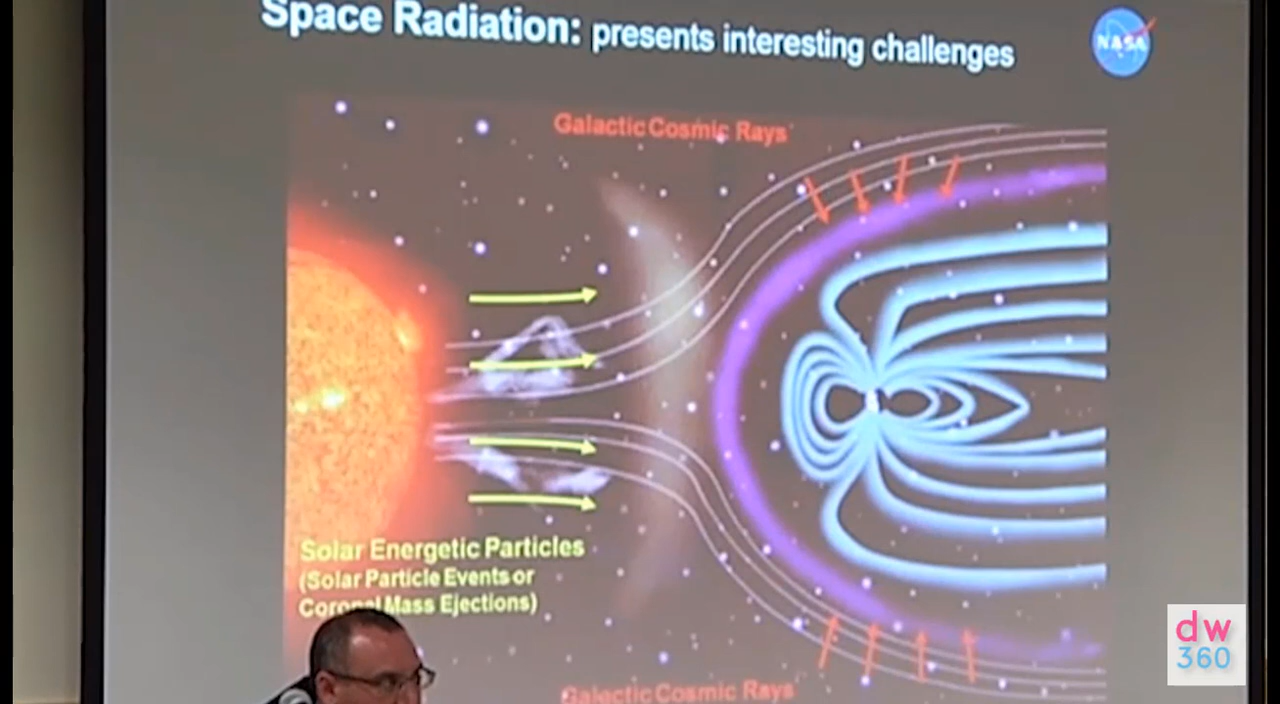 Space Radiation: presents interesting challenges
NASA
Galactic Cosmic Rays
Solar Energetic Particles
(Solar Particle Events or
Coronal Mass Ejections)
Galactic Cosmic Rays
dw
360